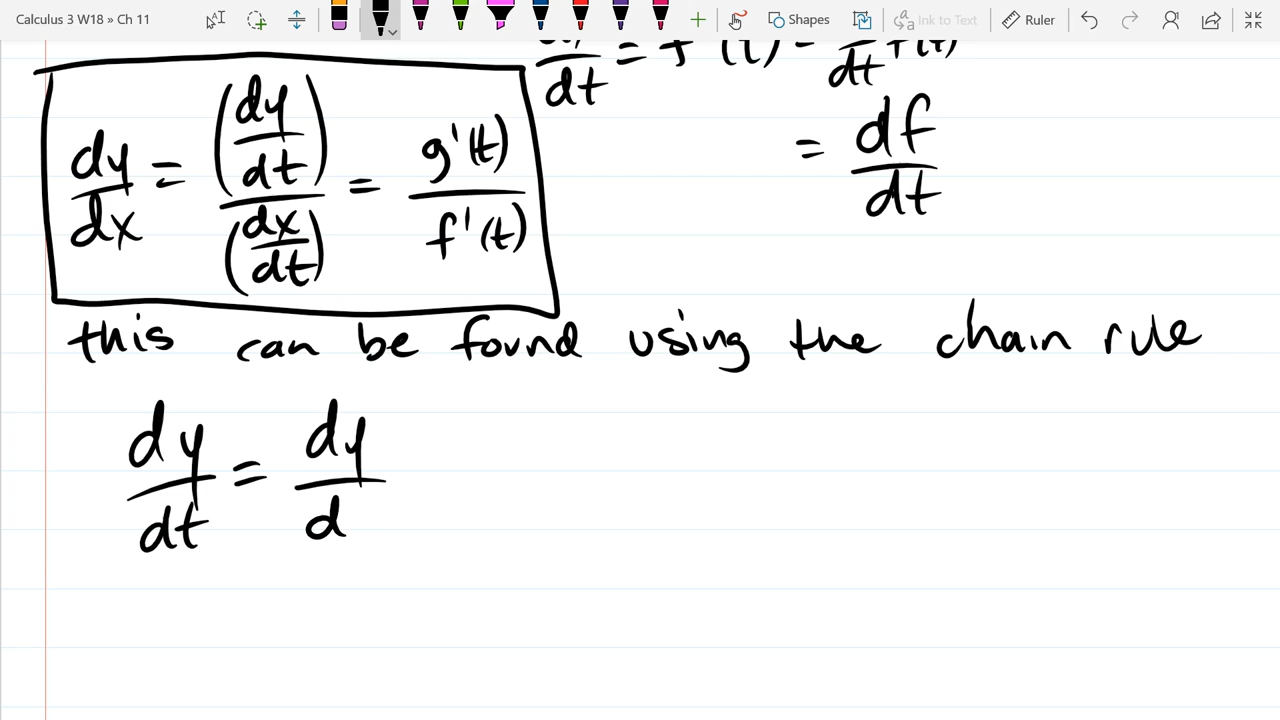 Calculus 3 W18 » Ch 11 Shapes Ink to Text Ruler
dt = f'(t) = dt f(t)
dy/dx = (dy/dt)/(dx/dt) = g'(t)/f'(t)
= df/dt
this can be found using the chain rule
dy/dt = dy/d